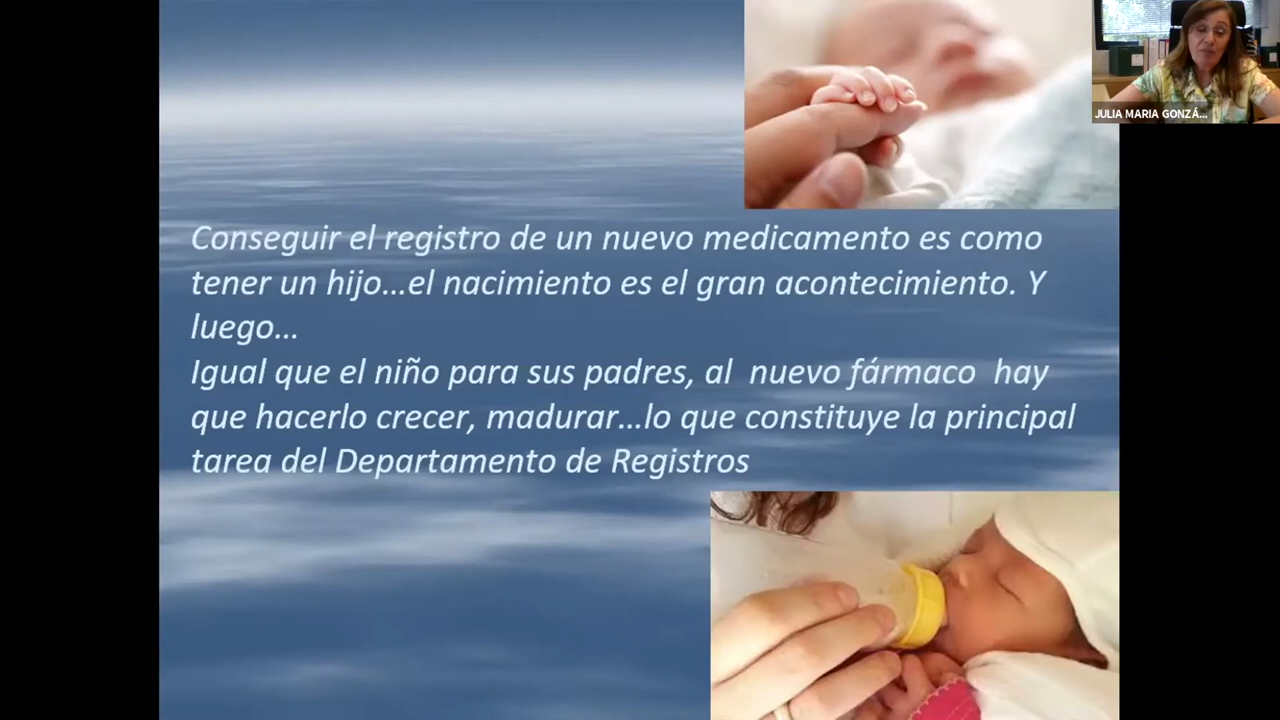 JULIA MARIA GONZÁ...
Conseguir el registro de un nuevo medicamento es como
tener un hijo...el nacimiento es el gran acontecimiento. Y
luego...
Igual que el niño para sus padres, al nuevo fármaco hay
que hacerlo crecer, madurar...lo que constituye la principal
tarea del Departamento de Registros